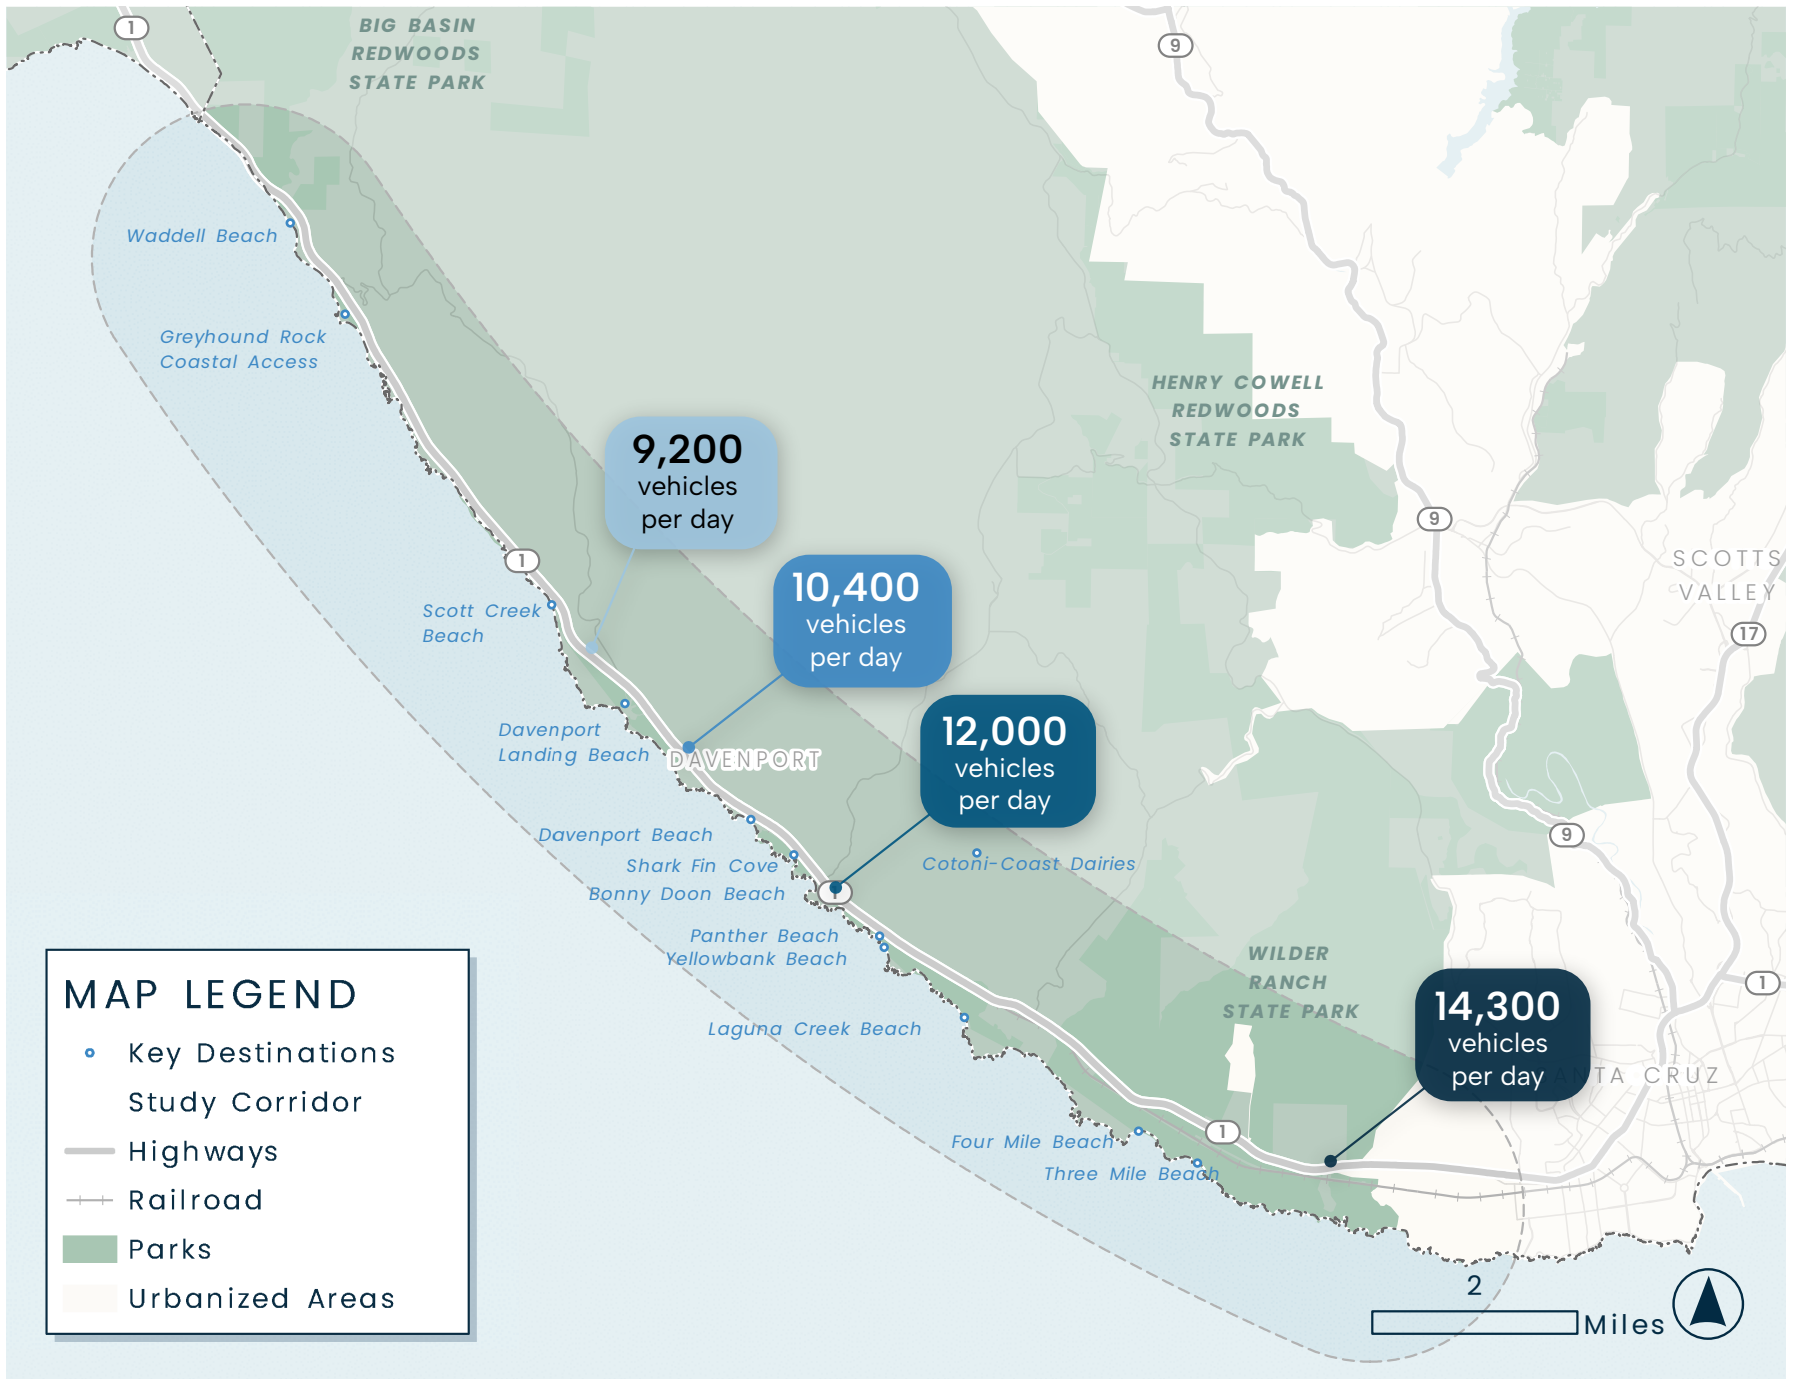 1
BIG BASIN
REDWOODS
STATE PARK
9
Waddell Beach
Greyhound Rock
Coastal Access
HENRY COWELL
REDWOODS
STATE PARK
9,200
vehicles
per day
9
1
SCOTTS
VALLEY
17
10,400
vehicles
per day
Scott Creek
Beach
12,000
vehicles
per day
Davenport
Landing Beach
DAVENPORT
9
Davenport Beach
Shark Fin Cove
Bonny Doon Beach
Cotoni-Coast Dairies
Panther Beach
Yellowbank Beach
WILDER
RANCH
STATE PARK
1
14,300
vehicles
per day
Laguna Creek Beach
NTA CRUZ
1
Four Mile Beach
Three Mile Beach
MAP LEGEND
Key Destinations
Study Corridor
Highways
Railroad
Parks
Urbanized Areas
2
Miles